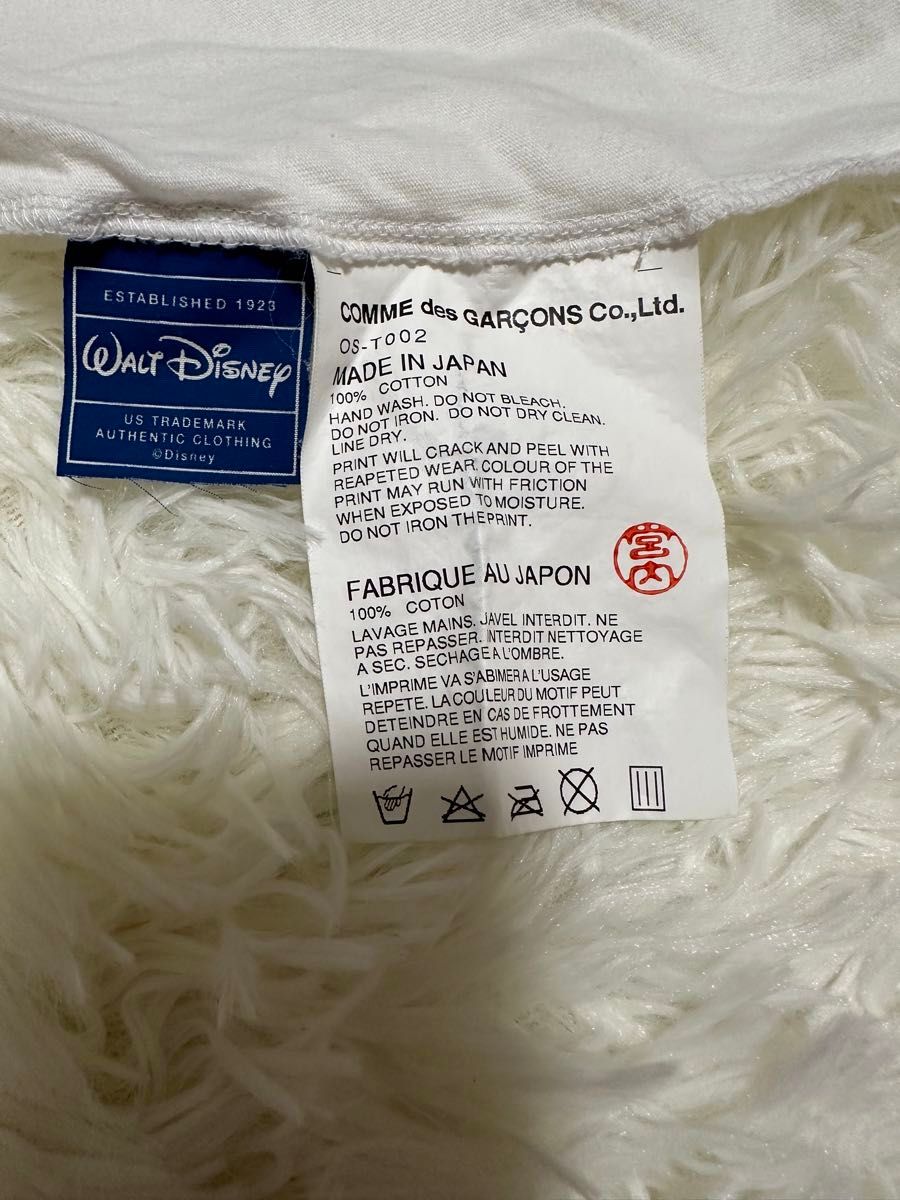 ESTABLISHED 1923
WALT DISNEY
US TRADEMARK
AUTHENTIC CLOTHING
©Disney
COMME des GARÇONS Co.,Ltd.
OS-T002
MADE IN JAPAN
100% COTTON
HAND WASH. DO NOT BLEACH.
DO NOT IRON. DO NOT DRY CLEAN.
LINE DRY.
PRINT WILL CRACK AND PEEL WITH
REAPETED WEAR. COLOUR OF THE
PRINT MAY RUN WITH FRICTION
WHEN EXPOSED TO MOISTURE.
DO NOT IRON THE PRINT.
FABRIQUE AU JAPON
100% COTON
LAVAGE MAINS. JAVEL INTERDIT. NE
PAS REPASSER. INTERDIT NETTOYAGE
A SEC. SECHAGE A L'OMBRE.
L'IMPRIME VA S'ABIMER A L'USAGE
REPETE. LA COULEUR DU MOTIF PEUT
DETEINDRE EN CAS DE FROTTEMENT
QUAND ELLE EST HUMIDE. NE PAS
REPASSER LE MOTIF IMPRIME